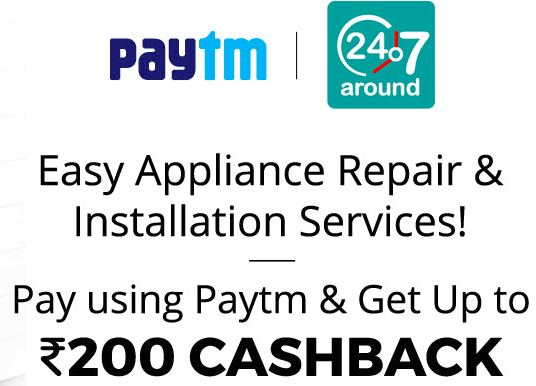 paytm
24 7
around
Easy Appliance Repair &
Installation Services!
Pay using Paytm & Get Up to
₹200 CASHBACK